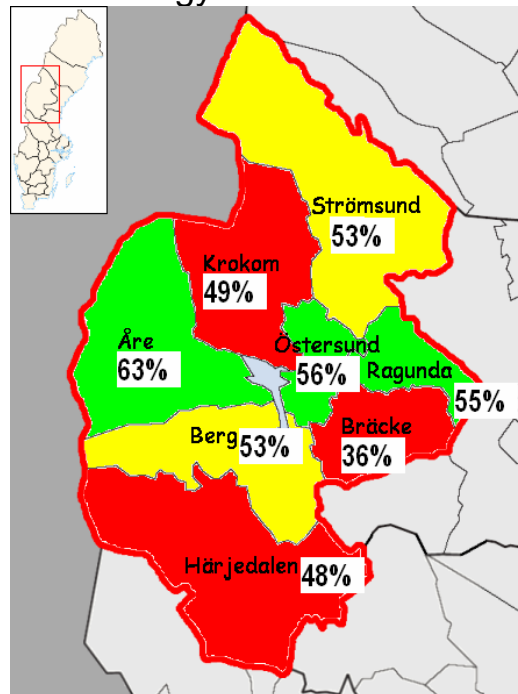 Strömsund
53%
Krokom
49%
Åre
63%
Östersund
56%
Ragunda
55%
Berg
53%
Bräcke
36%
Härjedalen
48%